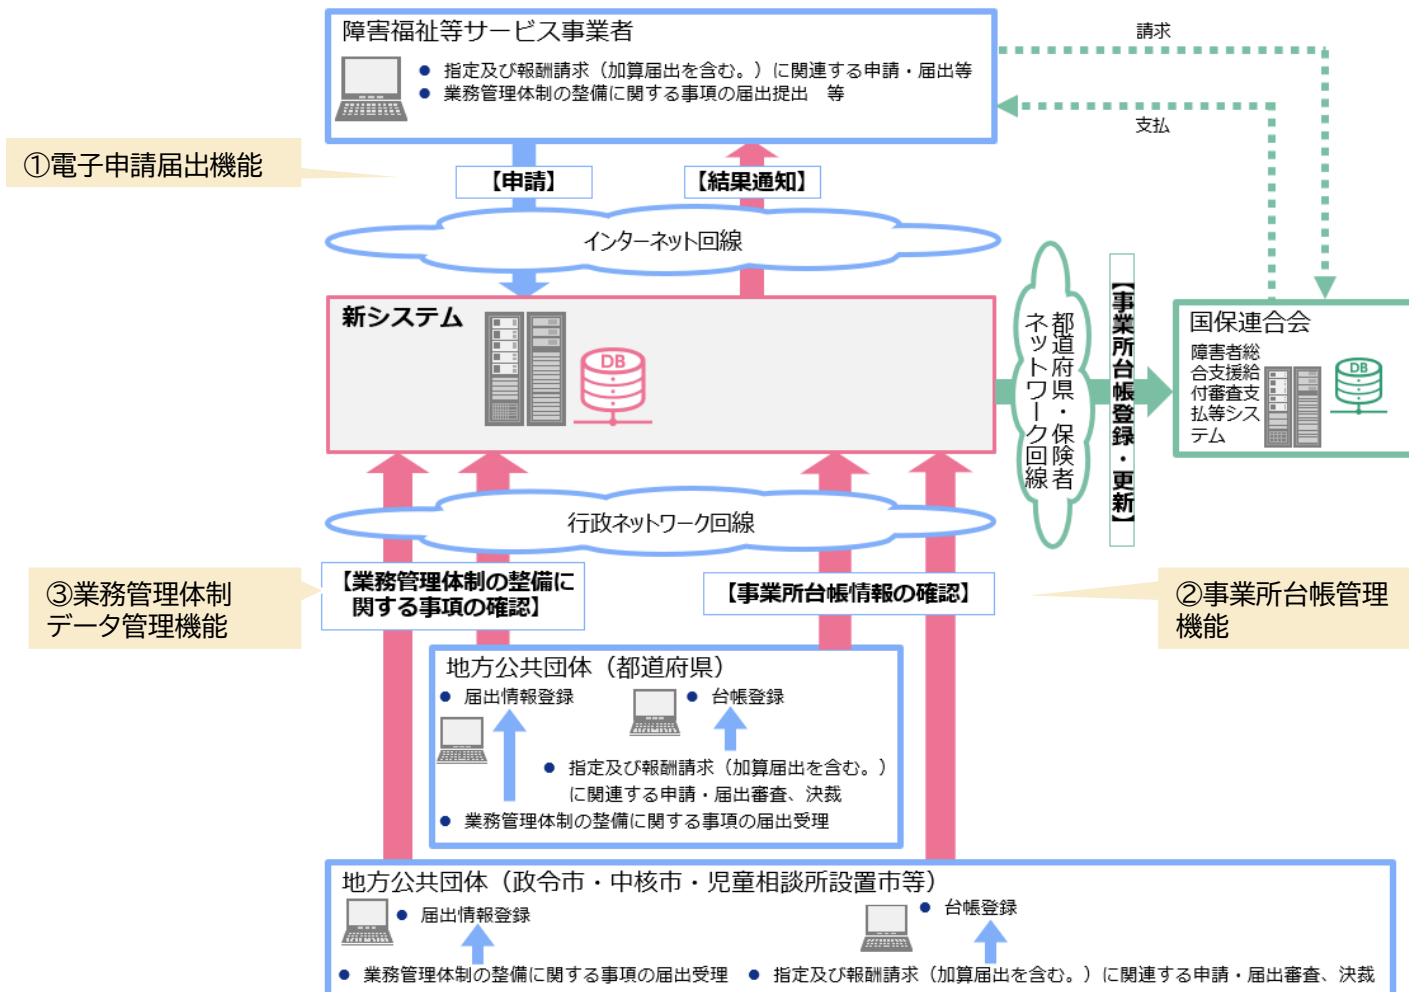 障害福祉等サービス事業者
● 指定及び報酬請求（加算届出を含む。）に関連する申請・届出等
● 業務管理体制の整備に関する事項の届出提出　等
請求
支払
①電子申請届出機能
【申請】
【結果通知】
インターネット回線
新システム
DB
都道府県・保険者
ネットワーク回線
【事業所台帳登録・更新】
国保連合会
障害者総
合支援給
付審査支
払等シス
テム
DB
行政ネットワーク回線
③業務管理体制
データ管理機能
【業務管理体制の整備に
関する事項の確認】
【事業所台帳情報の確認】
②事業所台帳管理
機能
地方公共団体（都道府県）
● 届出情報登録
● 台帳登録
● 指定及び報酬請求（加算届出を含む。）
に関連する申請・届出審査、決裁
● 業務管理体制の整備に関する事項の届出受理
地方公共団体（政令市・中核市・児童相談所設置市等）
● 届出情報登録
● 台帳登録
● 業務管理体制の整備に関する事項の届出受理
● 指定及び報酬請求（加算届出を含む。）に関連する申請・届出審査、決裁